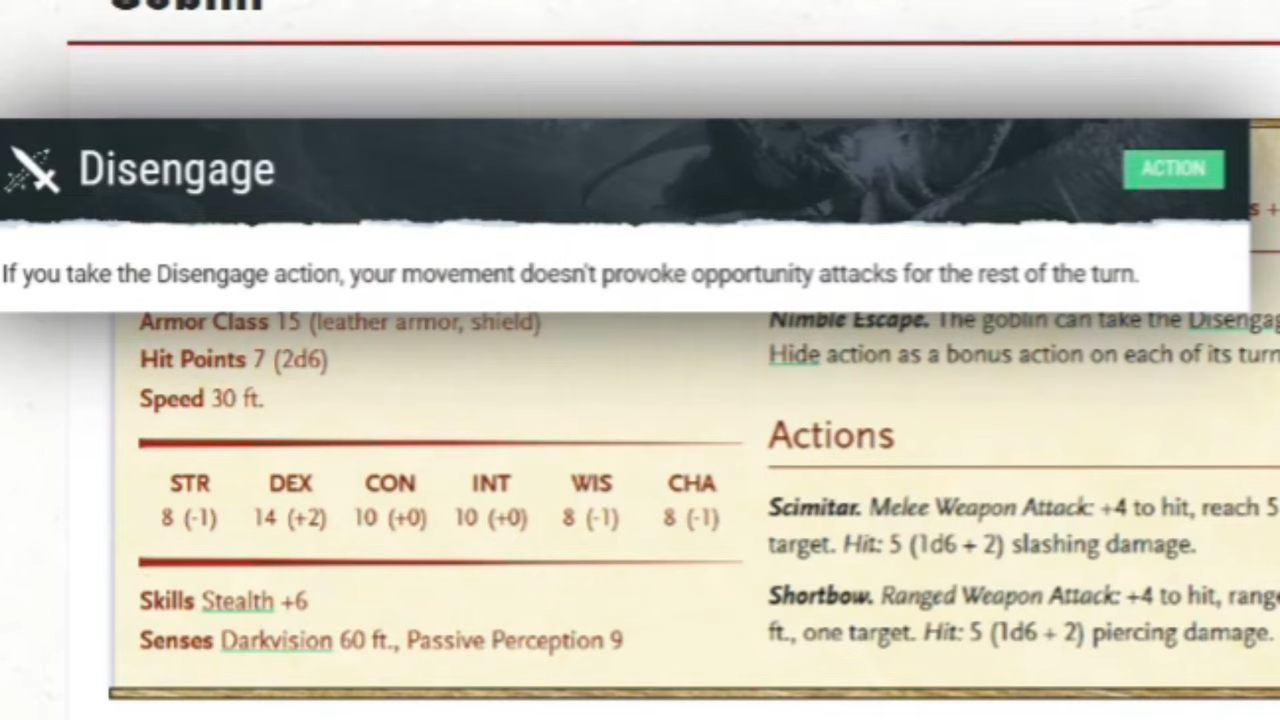 Goblin
Disengage
ACTION
If you take the Disengage action, your movement doesn't provoke opportunity attacks for the rest of the turn.
Armor Class 15 (leather armor, shield)
Hit Points 7 (2d6)
Speed 30 ft.
STR DEX CON INT WIS CHA
8 (-1) 14 (+2) 10 (+0) 10 (+0) 8 (-1) 8 (-1)
Skills Stealth +6
Senses Darkvision 60 ft., Passive Perception 9
s +
Nimble Escape. The goblin can take the Disengag
Hide action as a bonus action on each of its turn
Actions
Scimitar. Melee Weapon Attack: +4 to hit, reach 5
target. Hit: 5 (1d6 + 2) slashing damage.
Shortbow. Ranged Weapon Attack: +4 to hit, rang
ft., one target. Hit: 5 (1d6 + 2) piercing damage.